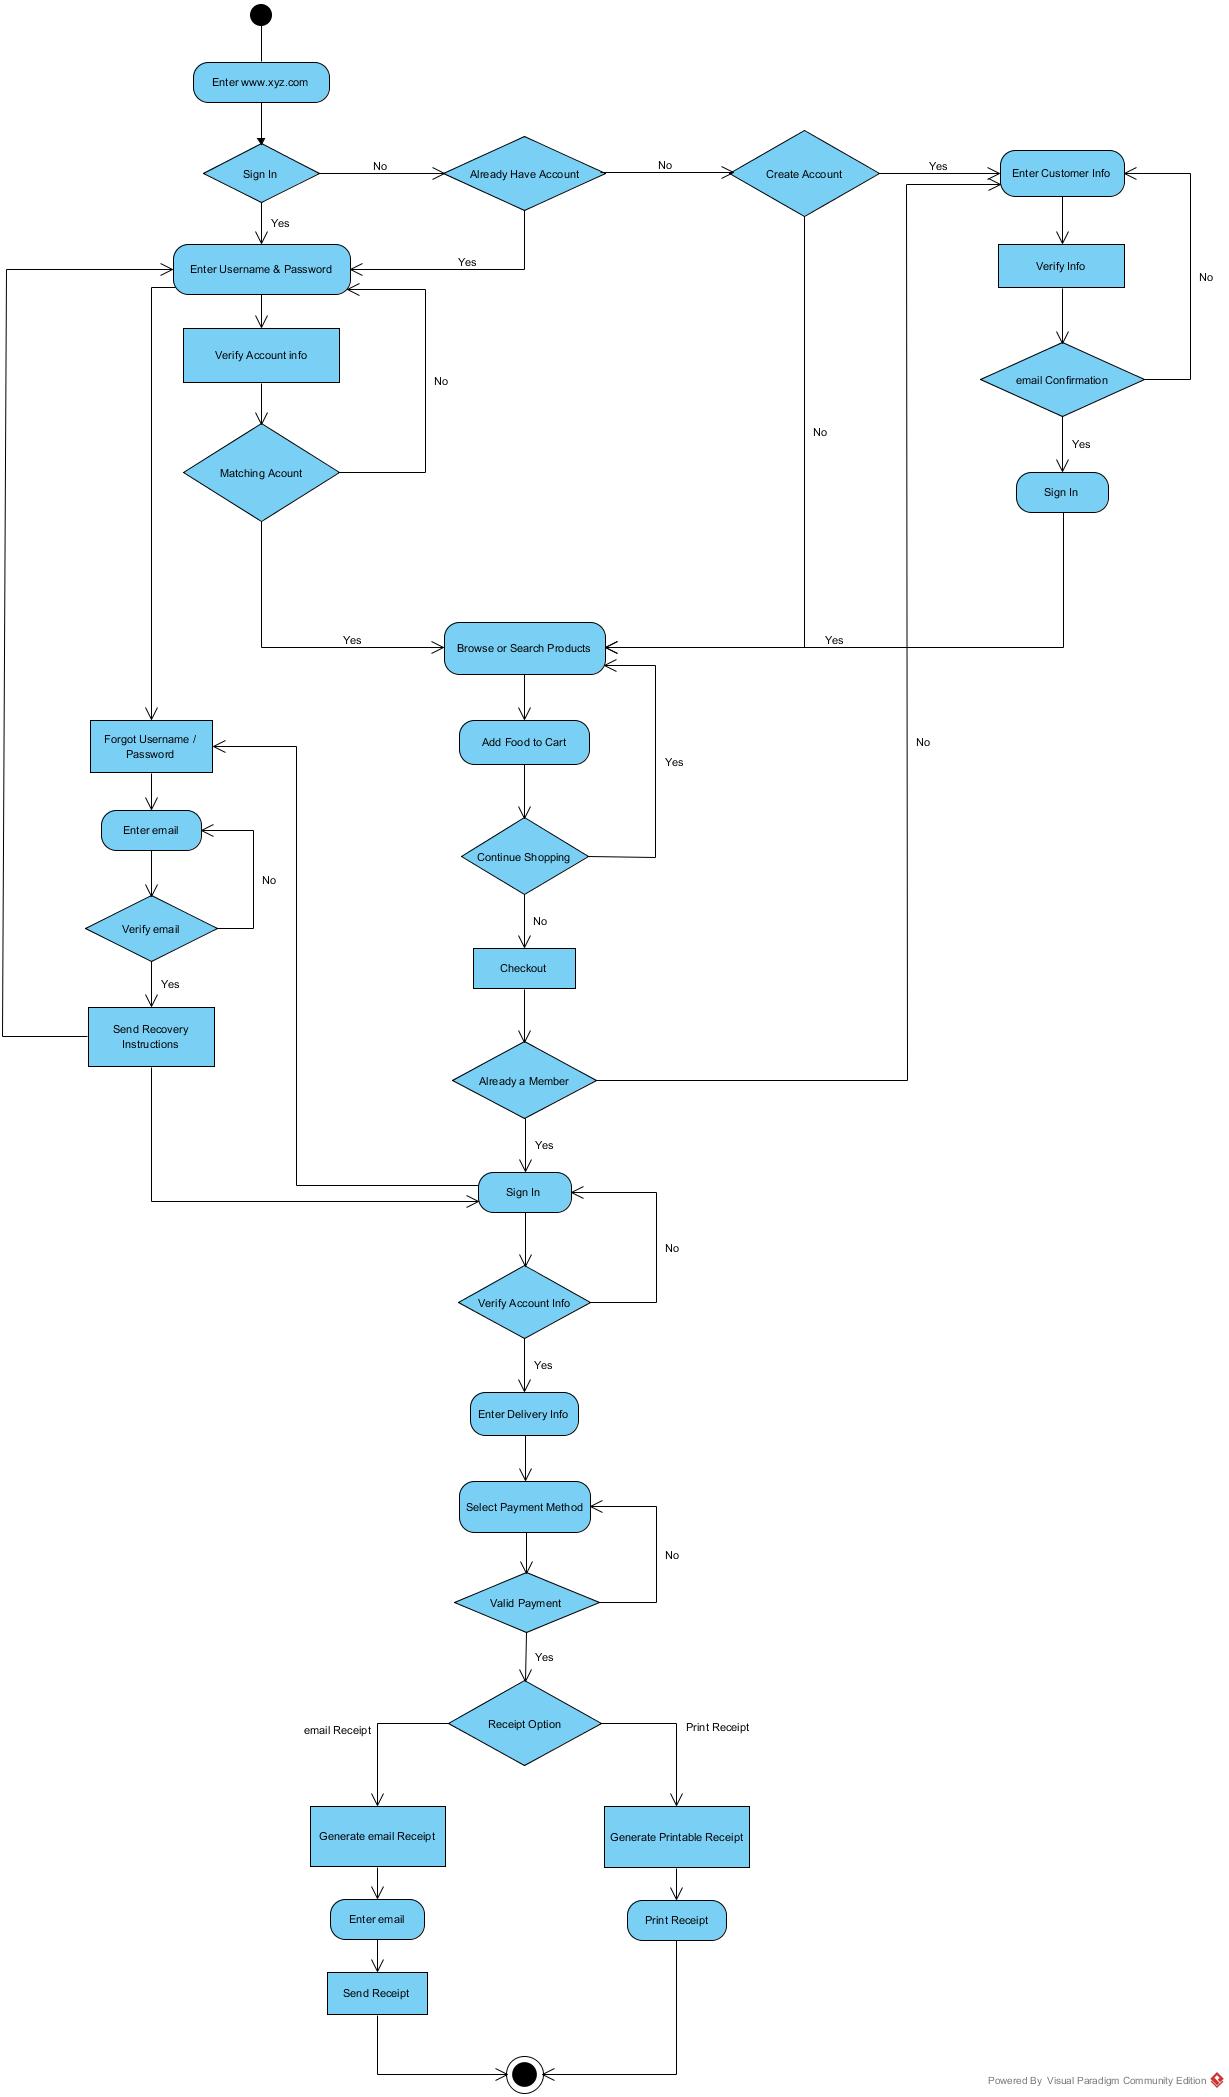 Enter www.xyz.com
Sign In
No
Already Have Account
No
Create Account
Yes
Enter Customer Info
Yes
Enter Username & Password
Yes
Verify Info
No
Verify Account info
No
email Confirmation
No
Yes
Matching Acount
Sign In
Yes
Browse or Search Products
Yes
Forgot Username /
Password
Add Food to Cart
Yes
No
Enter email
No
Continue Shopping
Verify email
No
Yes
Checkout
Send Recovery
Instructions
Already a Member
Yes
Sign In
No
Verify Account Info
Yes
Enter Delivery Info
Select Payment Method
No
Valid Payment
Yes
email Receipt
Receipt Option
Print Receipt
Generate email Receipt
Generate Printable Receipt
Enter email
Print Receipt
Send Receipt
Powered By Visual Paradigm Community Edition